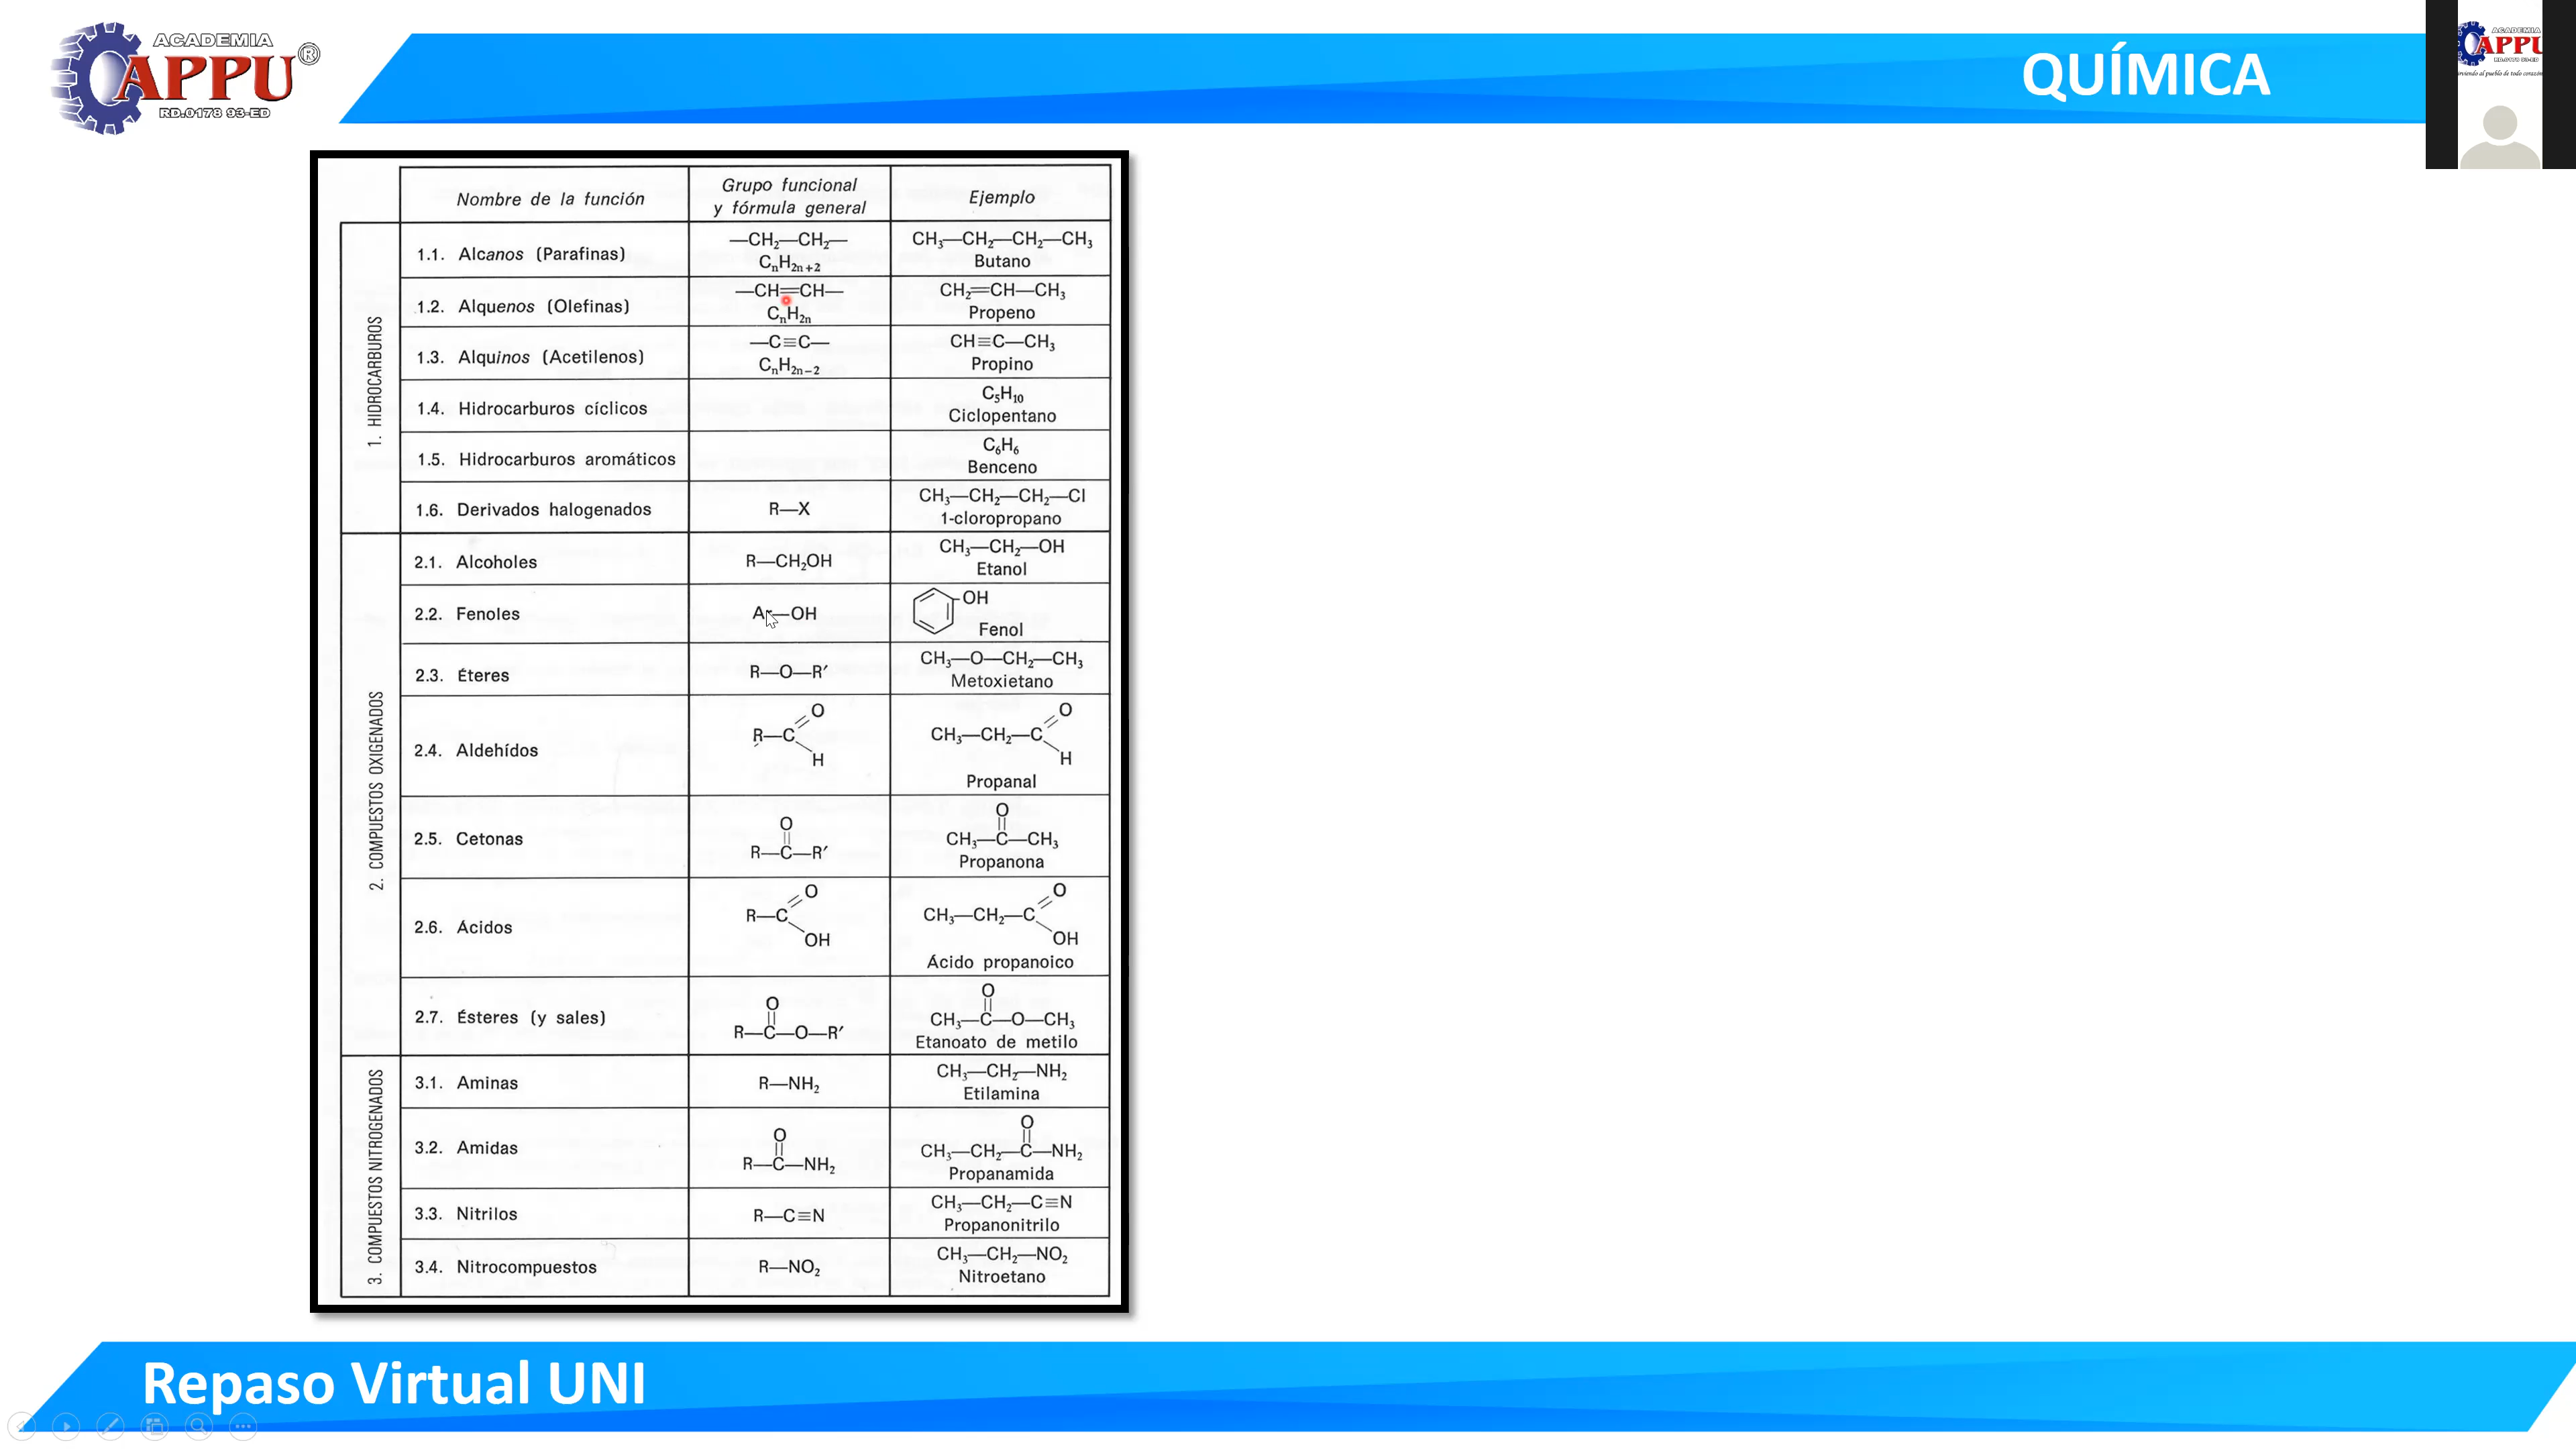 ACADEMIA
APPU®
RD.0178 93-ED
QUÍMICA
ACADEMIA
APPU
RD.0178 93-ED
Nombre de la función
Grupo funcional
y fórmula general
Ejemplo
1. HIDROCARBUROS
1.1. Alcanos (Parafinas)
—CH₂—CH₂—
CₙH₂ₙ₊₂
CH₃—CH₂—CH₂—CH₃
Butano
1.2. Alquenos (Olefinas)
—CH=CH—
CₙH₂ₙ
CH₂=CH—CH₃
Propeno
1.3. Alquinos (Acetilenos)
—C≡C—
CₙH₂ₙ₋₂
CH≡C—CH₃
Propino
1.4. Hidrocarburos cíclicos
C₅H₁₀
Ciclopentano
1.5. Hidrocarburos aromáticos
C₆H₆
Benceno
1.6. Derivados halogenados
R—X
CH₃—CH₂—CH₂—Cl
1-cloropropano
2. COMPUESTOS OXIGENADOS
2.1. Alcoholes
R—CH₂OH
CH₃—CH₂—OH
Etanol
2.2. Fenoles
Ar—OH
OH
Fenol
2.3. Éteres
R—O—R′
CH₃—O—CH₂—CH₃
Metoxietano
2.4. Aldehídos
O
R—C
H
O
CH₃—CH₂—C
H
Propanal
2.5. Cetonas
O
R—C—R′
O
CH₃—C—CH₃
Propanona
2.6. Ácidos
O
R—C
OH
O
CH₃—CH₂—C
OH
Ácido propanoico
2.7. Ésteres (y sales)
O
R—C—O—R′
O
CH₃—C—O—CH₃
Etanoato de metilo
3. COMPUESTOS NITROGENADOS
3.1. Aminas
R—NH₂
CH₃—CH₂—NH₂
Etilamina
3.2. Amidas
O
R—C—NH₂
O
CH₃—CH₂—C—NH₂
Propanamida
3.3. Nitrilos
R—C≡N
CH₃—CH₂—C≡N
Propanonitrilo
3.4. Nitrocompuestos
R—NO₂
CH₃—CH₂—NO₂
Nitroetano
Repaso Virtual UNI